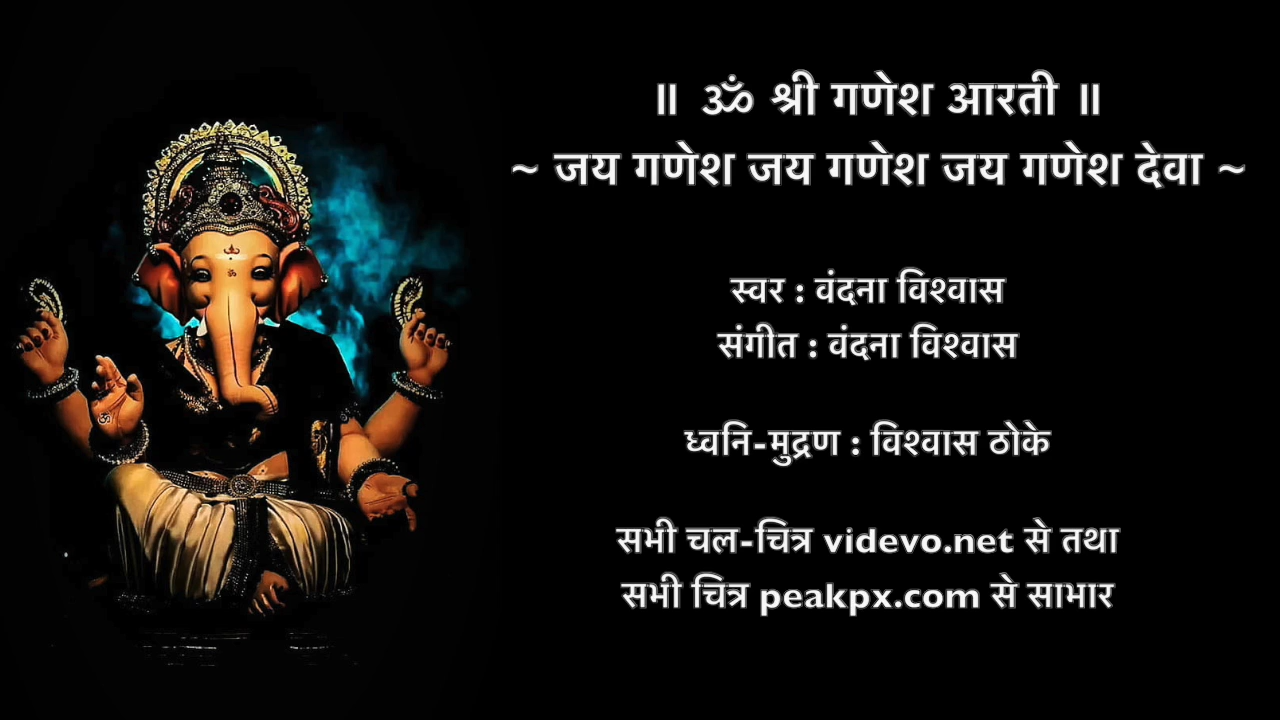 ॥ ॐ श्री गणेश आरती ॥
~ जय गणेश जय गणेश जय गणेश देवा ~
स्वर : वंदना विश्वास
संगीत : वंदना विश्वास
ध्वनि-मुद्रण : विश्वास ठोके
सभी चल-चित्र videvo.net से तथा
सभी चित्र peakpx.com से साभार